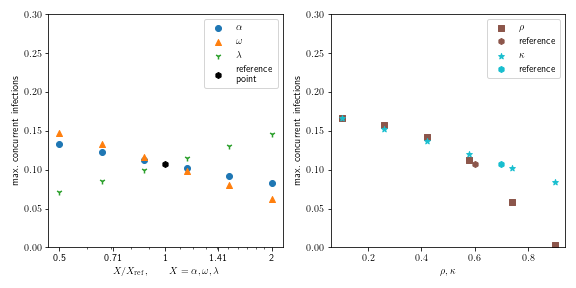 max. concurrent infections
0.30
0.25
0.20
0.15
0.10
0.05
0.00
α
ω
λ
reference
point
0.5
0.71
1
1.41
2
X/X_ref, X = α, ω, λ
max. concurrent infections
0.30
0.25
0.20
0.15
0.10
0.05
0.00
ρ
reference
κ
reference
0.2
0.4
0.6
0.8
ρ, κ